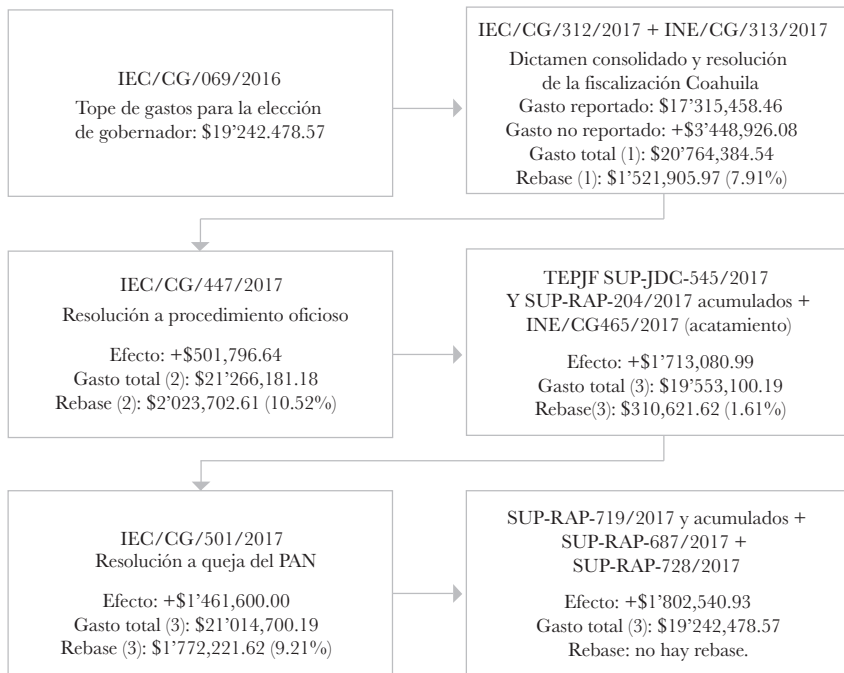 IEC/CG/069/2016
Tope de gastos para la elección
de gobernador: $19’242.478.57
IEC/CG/312/2017 + INE/CG/313/2017
Dictamen consolidado y resolución
de la fiscalización Coahuila
Gasto reportado: $17’315,458.46
Gasto no reportado: +$3’448,926.08
Gasto total (1): $20’764,384.54
Rebase (1): $1’521,905.97 (7.91%)
IEC/CG/447/2017
Resolución a procedimiento oficioso
Efecto: +$501,796.64
Gasto total (2): $21’266,181.18
Rebase (2): $2’023,702.61 (10.52%)
TEPJF SUP-JDC-545/2017
Y SUP-RAP-204/2017 acumulados +
INE/CG465/2017 (acatamiento)
Efecto: +$1’713,080.99
Gasto total (3): $19’553,100.19
Rebase(3): $310,621.62 (1.61%)
IEC/CG/501/2017
Resolución a queja del PAN
Efecto: +$1’461,600.00
Gasto total (3): $21’014,700.19
Rebase (3): $1’772,221.62 (9.21%)
SUP-RAP-719/2017 y acumulados +
SUP-RAP-687/2017 +
SUP-RAP-728/2017
Efecto: +$1’802,540.93
Gasto total (3): $19’242,478.57
Rebase: no hay rebase.